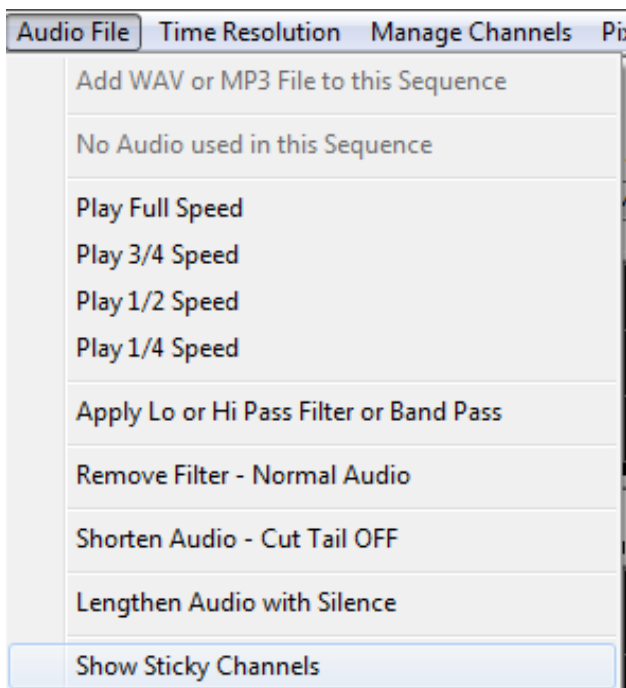 Audio File Time Resolution Manage Channels
Add WAV or MP3 File to this Sequence
No Audio used in this Sequence
Play Full Speed
Play 3/4 Speed
Play 1/2 Speed
Play 1/4 Speed
Apply Lo or Hi Pass Filter or Band Pass
Remove Filter - Normal Audio
Shorten Audio - Cut Tail OFF
Lengthen Audio with Silence
Show Sticky Channels